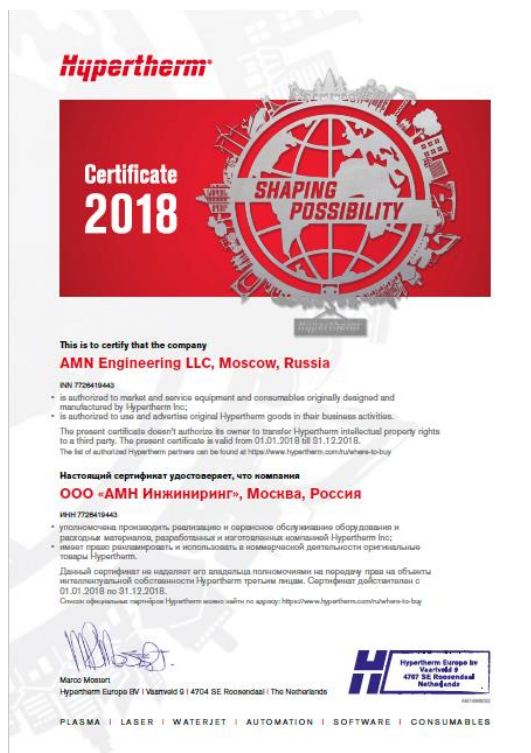 Hypertherm®
Certificate
2018
SHAPING
POSSIBILITY
Hypertherm
This is to certify that the company
AMN Engineering LLC, Moscow, Russia
INN 7726419443
• is authorized to market and service equipment and consumables originally designed and
manufactured by Hypertherm Inc;
• is authorized to use and advertise original Hypertherm goods in their business activities.
The present certificate doesn't authorize its owner to transfer Hypertherm intellectual property rights
to a third party. The present certificate is valid from 01.01.2018 till 31.12.2018.
The list of authorized Hypertherm partners can be found at https://www.hypertherm.com/ru/where-to-buy
Настоящий сертификат удостоверяет, что компания
ООО «АМН Инжиниринг», Москва, Россия
ИНН 7726419443
• уполномочена производить реализацию и сервисное обслуживание оборудования и
расходных материалов, разработанных и изготовленных компанией Hypertherm Inc;
• имеет право рекламировать и использовать в коммерческой деятельности оригинальные
товары Hypertherm.
Данный сертификат не наделяет его владельца полномочиями на передачу прав на объекты
интеллектуальной собственности Hypertherm третьим лицам. Сертификат действителен с
01.01.2018 по 31.12.2018.
Список официальных партнёров Hypertherm можно найти по адресу: https://www.hypertherm.com/ru/where-to-buy
Marco Mostert
Hypertherm Europe BV | Vaartveld 9 | 4704 SE Roosendaal | The Netherlands
Hypertherm Europe bv
Vaartveld 9
4707 SE Roosendaal
Netherlands
PLASMA | LASER | WATERJET | AUTOMATION | SOFTWARE | CONSUMABLES